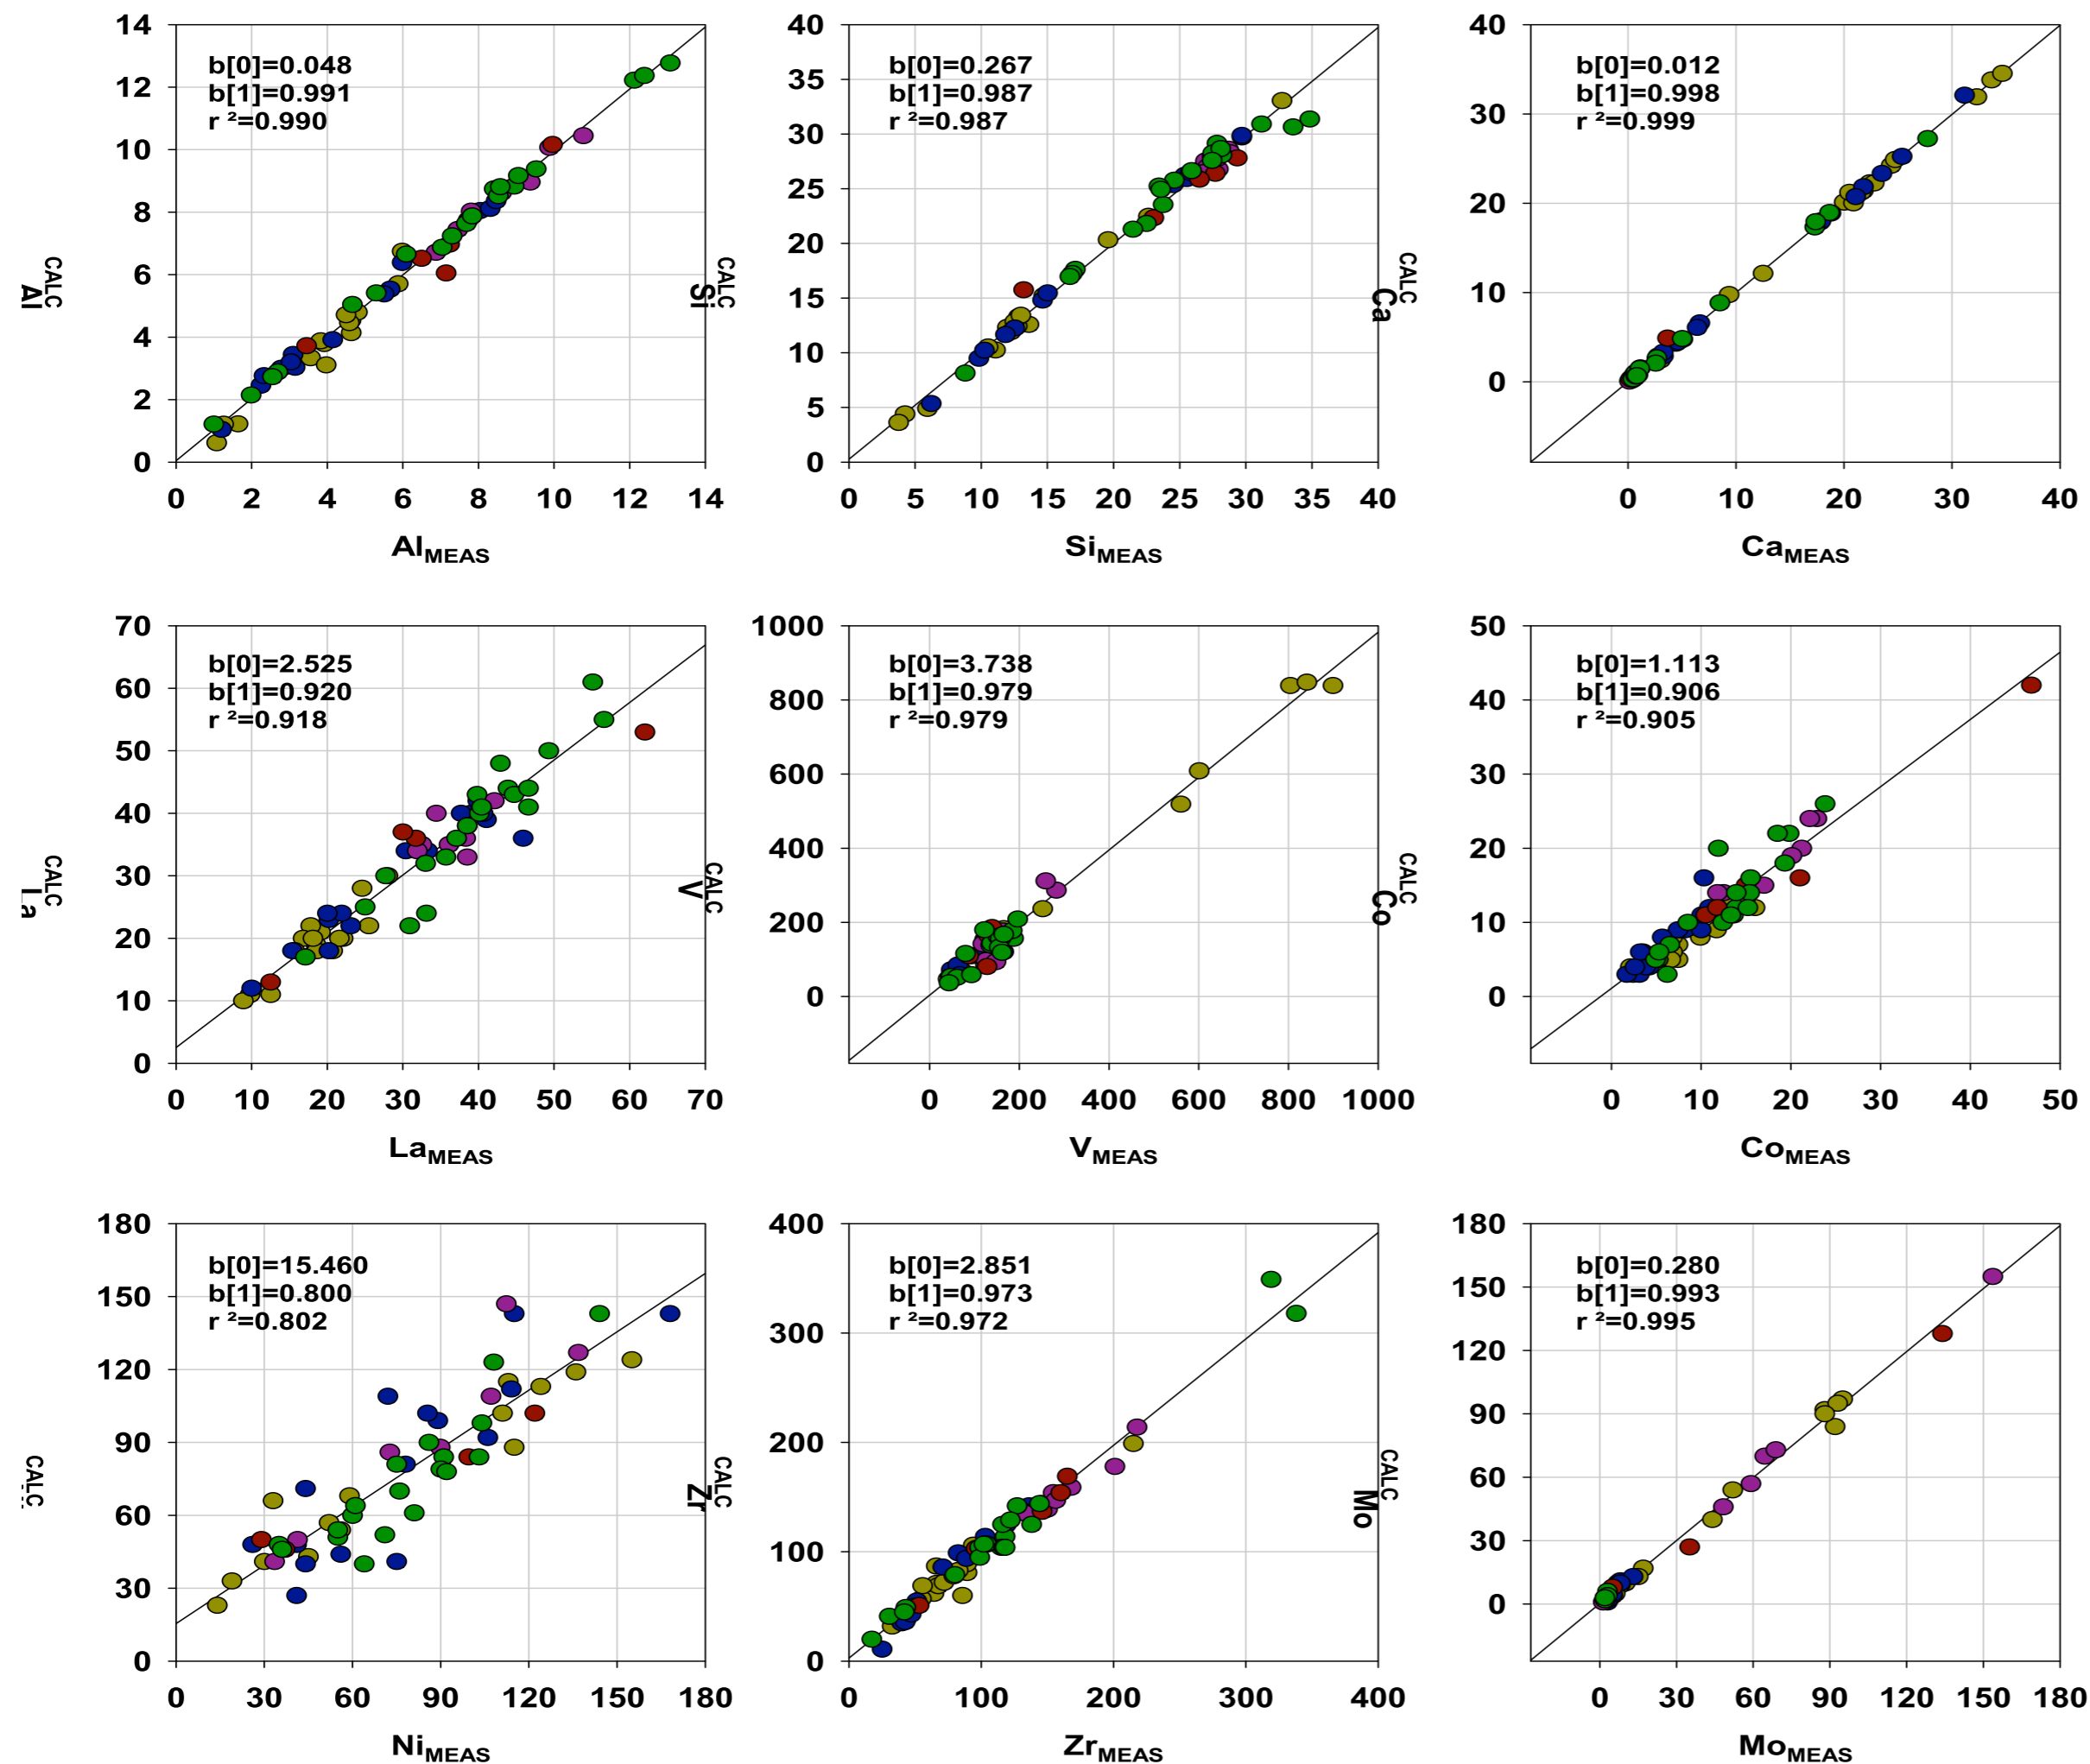 14
12
10
8
6
4
2
0
b[0]=0.048
b[1]=0.991
r ²=0.990
Al CALC
0 2 4 6 8 10 12 14
Al MEAS
40
35
30
25
20
15
10
5
0
b[0]=0.267
b[1]=0.987
r ²=0.987
Si CALC
0 5 10 15 20 25 30 35 40
Si MEAS
40
30
20
10
0
b[0]=0.012
b[1]=0.998
r ²=0.999
Ca CALC
0 10 20 30 40
Ca MEAS
70
60
50
40
30
20
10
0
b[0]=2.525
b[1]=0.920
r ²=0.918
La CALC
0 10 20 30 40 50 60 70
La MEAS
1000
800
600
400
200
0
b[0]=3.738
b[1]=0.979
r ²=0.979
V CALC
0 200 400 600 800 1000
V MEAS
50
40
30
20
10
0
b[0]=1.113
b[1]=0.906
r ²=0.905
Co CALC
0 10 20 30 40 50
Co MEAS
180
150
120
90
60
30
0
b[0]=15.460
b[1]=0.800
r ²=0.802
CALC
0 30 60 90 120 150 180
Ni MEAS
400
300
200
100
0
b[0]=2.851
b[1]=0.973
r ²=0.972
Zr CALC
0 100 200 300 400
Zr MEAS
180
150
120
90
60
30
0
b[0]=0.280
b[1]=0.993
r ²=0.995
Mo CALC
0 30 60 90 120 150 180
Mo MEAS